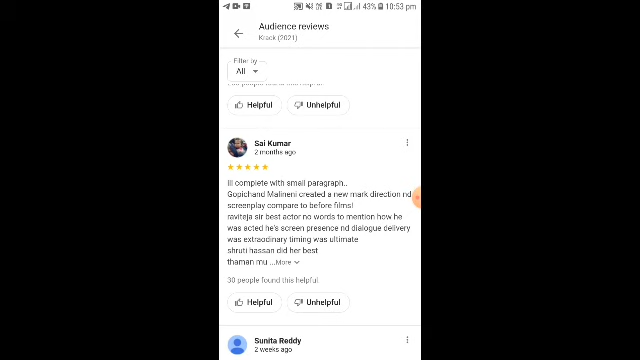 43% 10:53 pm
Audience reviews
Krack (2021)
Filter by
All
Helpful Unhelpful
Sai Kumar
2 months ago
Ill complete with small paragraph..
Gopichand Malineni created a new mark direction nd
screenplay compare to before films!
raviteja sir best actor no words to mention how he
was acted he's screen presence nd dialogue delivery
was extraodinary timing was ultimate
shruti hassan did her best
thaman mu ...More
30 people found this helpful
Helpful Unhelpful
Sunita Reddy
2 weeks ago